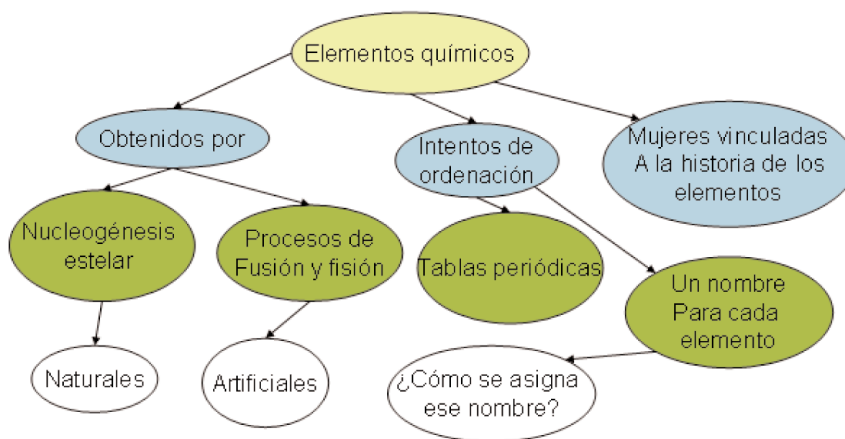 Elementos químicos
Obtenidos por
Intentos de
ordenación
Mujeres vinculadas
A la historia de los
elementos
Nucleogénesis
estelar
Procesos de
Fusión y fisión
Tablas periódicas
Un nombre
Para cada
elemento
Naturales
Artificiales
¿Cómo se asigna
ese nombre?